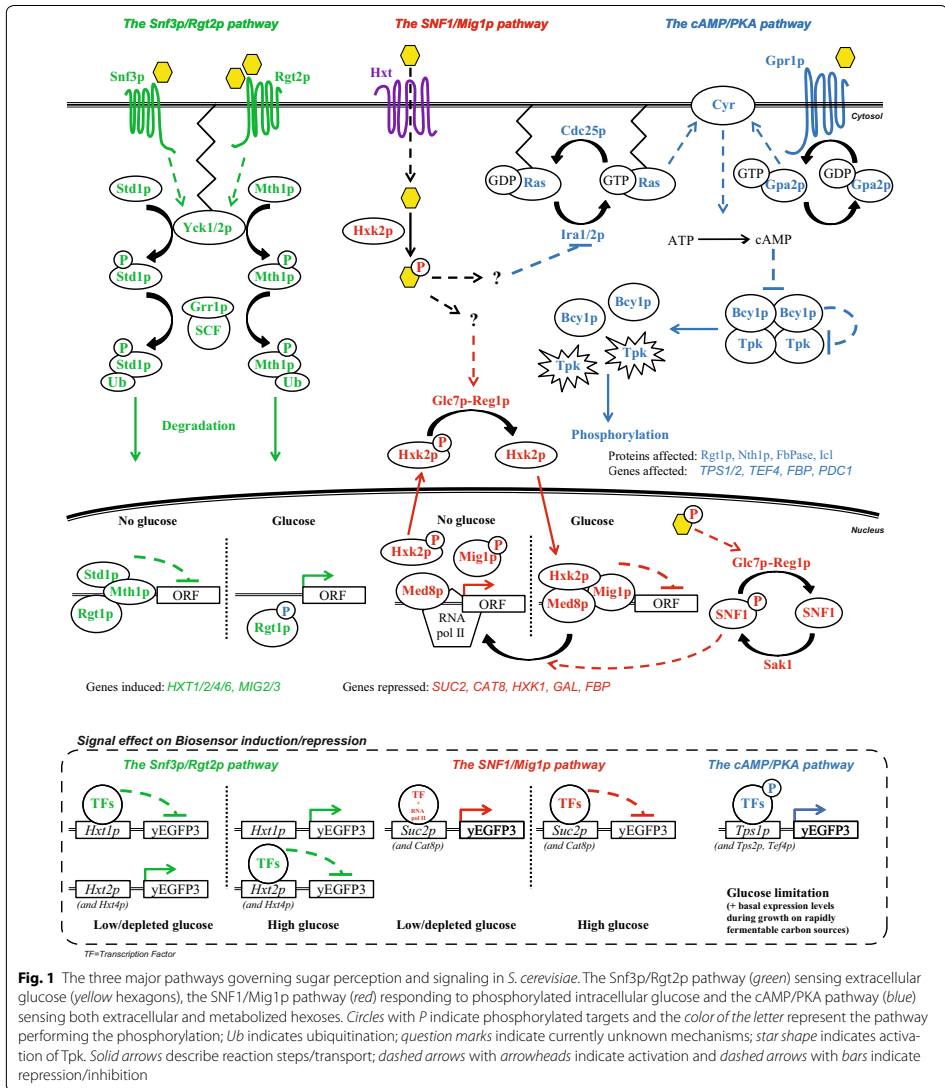 The Snf3p/Rgt2p pathway
The SNF1/Mig1p pathway
The cAMP/PKA pathway
Snf3p
Rgt2p
Hxt
Gpr1p
Cyr
Cytosol
Cdc25p
GDP
Ras
GTP
Ras
GTP
Gpa2p
GDP
Gpa2p
Std1p
Mth1p
Yck1/2p
Hxk2p
Ira1/2p
ATP
cAMP
P
Std1p
P
Mth1p
P
?
?
Grr1p
SCF
Bcy1p
Bcy1p
Bcy1p
Bcy1p
Tpk
Tpk
Tpk
Tpk
P
Std1p
Ub
P
Mth1p
Ub
Glc7p-Reg1p
Degradation
Phosphorylation
P
Hxk2p
Hxk2p
Proteins affected: Rgt1p, Nth1p, FbPase, Icl
Genes affected: TPS1/2, TEF4, FBP, PDC1
Nucleus
No glucose
Glucose
No glucose
Glucose
P
P
Hxk2p
P
Mig1p
Glc7p-Reg1p
Std1p
Mth1p
Rgt1p
ORF
ORF
P
Rgt1p
Med8p
RNA
pol II
ORF
Hxk2p
Med8p
Mig1p
ORF
SNF1
P
SNF1
Sak1
Genes induced: HXT1/2/4/6, MIG2/3
Genes repressed: SUC2, CAT8, HXK1, GAL, FBP
Signal effect on Biosensor induction/repression
The Snf3p/Rgt2p pathway
The SNF1/Mig1p pathway
The cAMP/PKA pathway
TFs
Hxt1p
yEGFP3
Hxt1p
yEGFP3
TF
+
RNA
pol II
Suc2p
yEGFP3
(and Cat8p)
TFs
Suc2p
yEGFP3
(and Cat8p)
P
TFs
Tps1p
yEGFP3
(and Tps2p, Tef4p)
Hxt2p
yEGFP3
(and Hxt4p)
TFs
Hxt2p
yEGFP3
(and Hxt4p)
Low/depleted glucose
High glucose
Low/depleted glucose
High glucose
Glucose limitation
(+ basal expression levels
during growth on rapidly
fermentable carbon sources)
TF=Transcription Factor
Fig. 1 The three major pathways governing sugar perception and signaling in S. cerevisiae. The Snf3p/Rgt2p pathway (green) sensing extracellular
glucose (yellow hexagons), the SNF1/Mig1p pathway (red) responding to phosphorylated intracellular glucose and the cAMP/PKA pathway (blue)
sensing both extracellular and metabolized hexoses. Circles with P indicate phosphorylated targets and the color of the letter represent the pathway
performing the phosphorylation; Ub indicates ubiquitination; question marks indicate currently unknown mechanisms; star shape indicates activa-
tion of Tpk. Solid arrows describe reaction steps/transport; dashed arrows with arrowheads indicate activation and dashed arrows with bars indicate
repression/inhibition